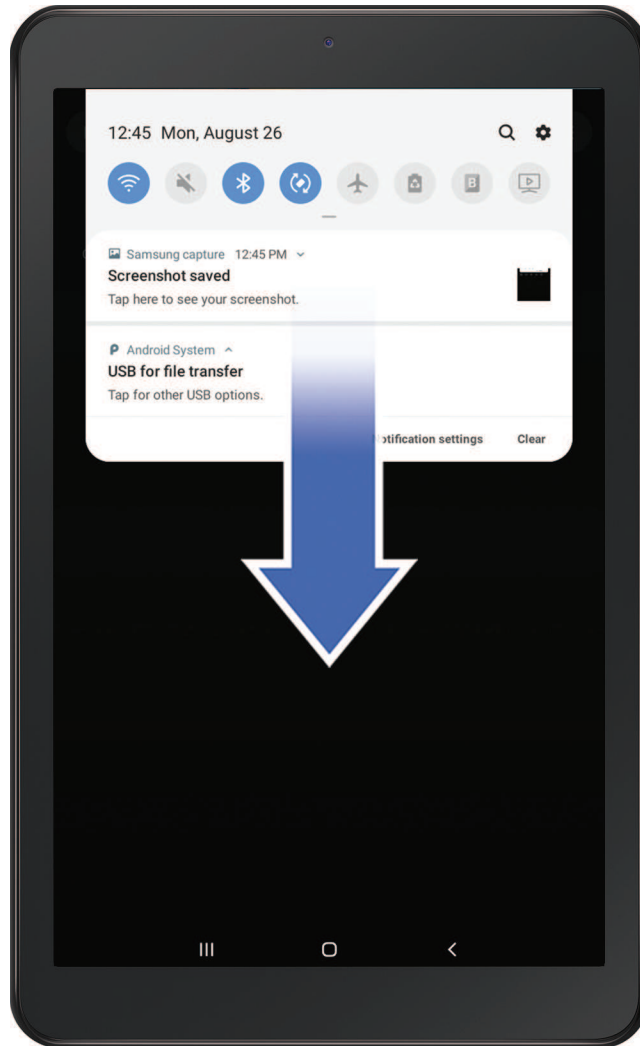 12:45 Mon, August 26
Samsung capture 12:45 PM
Screenshot saved
Tap here to see your screenshot.
Android System
USB for file transfer
Tap for other USB options.
settings Clear